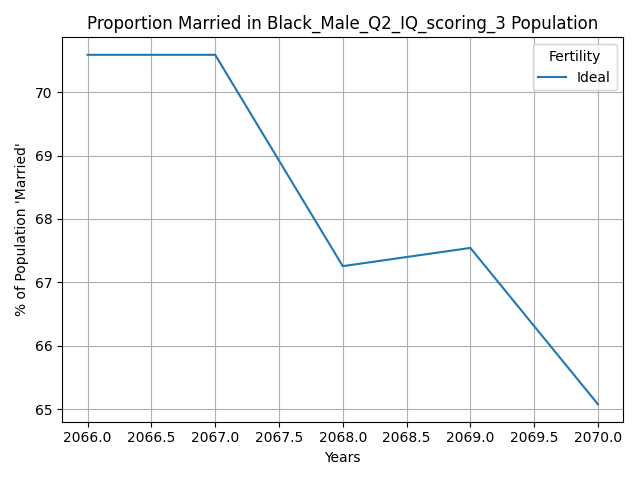 Proportion Married in Black_Male_Q2_IQ_scoring_3 Population
Fertility
Ideal
% of Population 'Married'
70
69
68
67
66
65
2066.0 2066.5 2067.0 2067.5 2068.0 2068.5 2069.0 2069.5 2070.0
Years